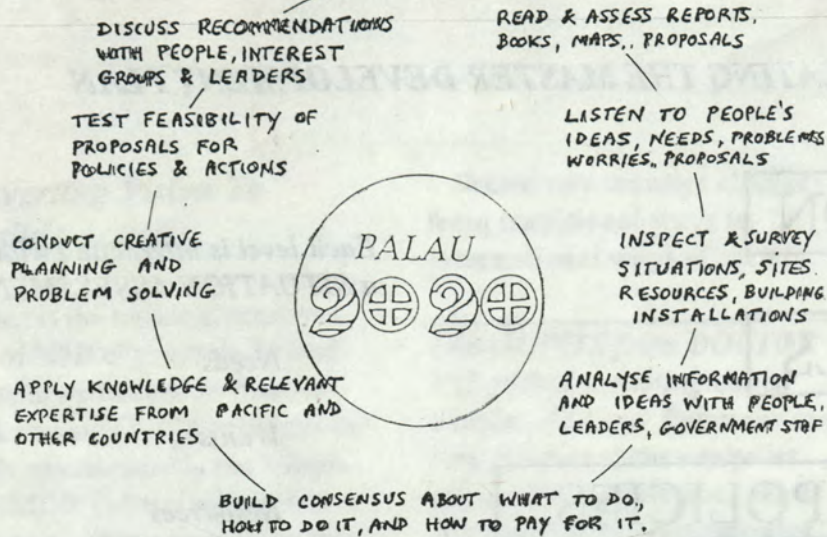 DISCUSS RECOMMENDATIONS
WITH PEOPLE, INTEREST
GROUPS & LEADERS
READ & ASSESS REPORTS,
BOOKS, MAPS, PROPOSALS
LISTEN TO PEOPLE'S
IDEAS, NEEDS, PROBLEMS
WORRIES, PROPOSALS
INSPECT & SURVEY
SITUATIONS, SITES
RESOURCES, BUILDING
INSTALLATIONS
ANALYSE INFORMATION
AND IDEAS WITH PEOPLE,
LEADERS, GOVERNMENT STAF
BUILD CONSENSUS ABOUT WHAT TO DO,
HOW TO DO IT, AND HOW TO PAY FOR IT.
APPLY KNOWLEDGE & RELEVANT
EXPERTISE FROM PACIFIC AND
OTHER COUNTRIES
CONDUCT CREATIVE
PLANNING AND
PROBLEM SOLVING
TEST FEASIBILITY OF
PROPOSALS FOR
POLICIES & ACTIONS
PALAU
2020